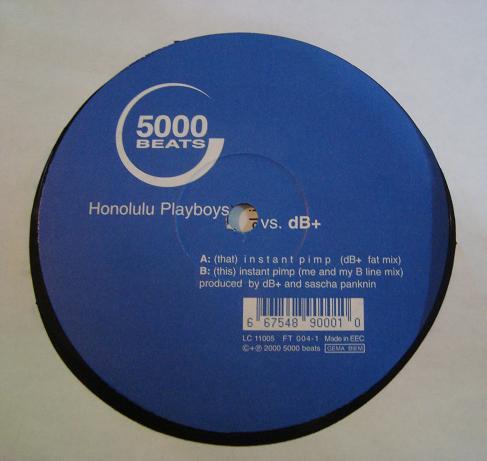 5000
BEATS
Honolulu Playboys
vs. dB+
A: (that) instant pimp (dB+ fat mix)
B: (this) instant pimp (me and my B line mix)
produced by dB+ and sascha panknin
6 67548 90001 0
LC 11005 FT 004-1 Made in EEC
©+℗ 2000 5000 beats GEMA BIEM